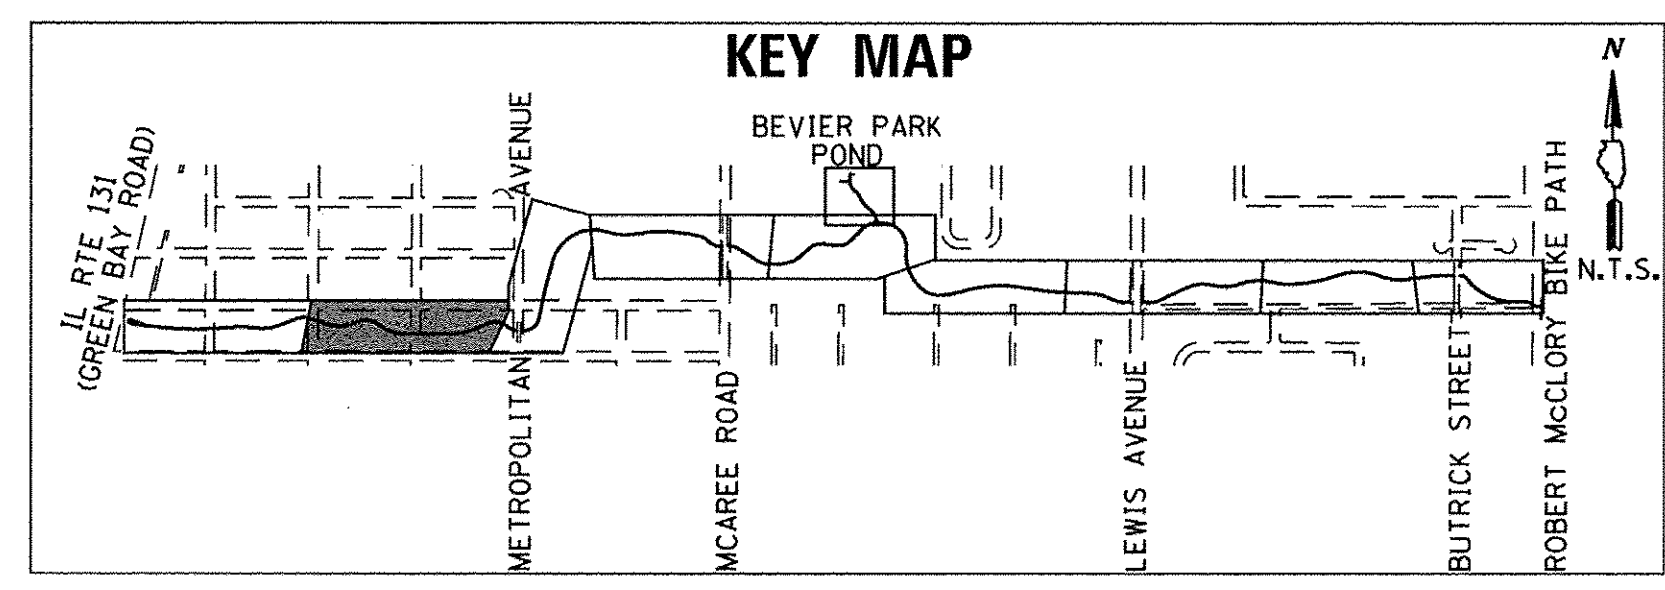 KEY MAP
N
BEVIER PARK
POND
N.T.S.
IL RTE 131
(GREEN BAY ROAD)
METROPOLITAN AVENUE
MCAREE ROAD
LEWIS AVENUE
BUTRICK STREET
ROBERT McCLORY BIKE PATH